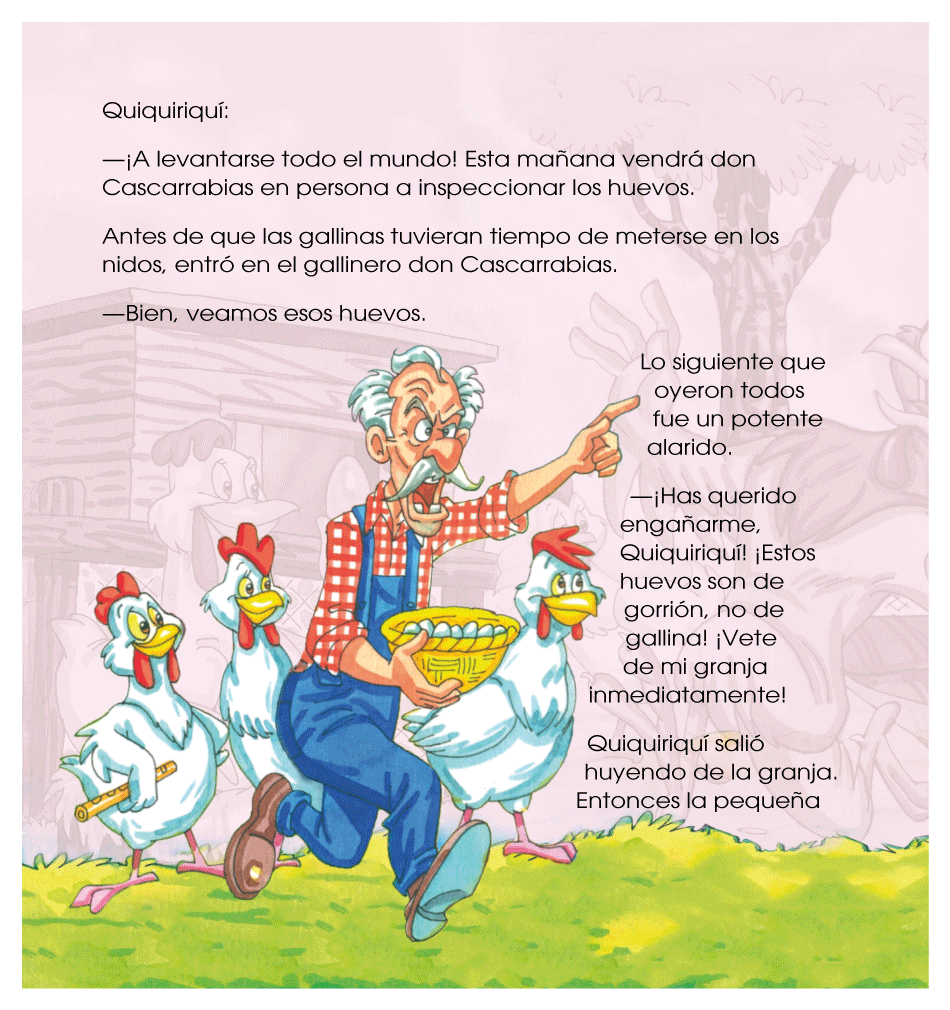 Quiquiriquí:
—¡A levantarse todo el mundo! Esta mañana vendrá don
Cascarrabias en persona a inspeccionar los huevos.
Antes de que las gallinas tuvieran tiempo de meterse en los
nidos, entró en el gallinero don Cascarrabias.
—Bien, veamos esos huevos.
Lo siguiente que
oyeron todos
fue un potente
alarido.
—¡Has querido
engañarme,
Quiquiriquí! ¡Estos
huevos son de
gorrión, no de
gallina! ¡Vete
de mi granja
inmediatamente!
Quiquiriquí salió
huyendo de la granja.
Entonces la pequeña